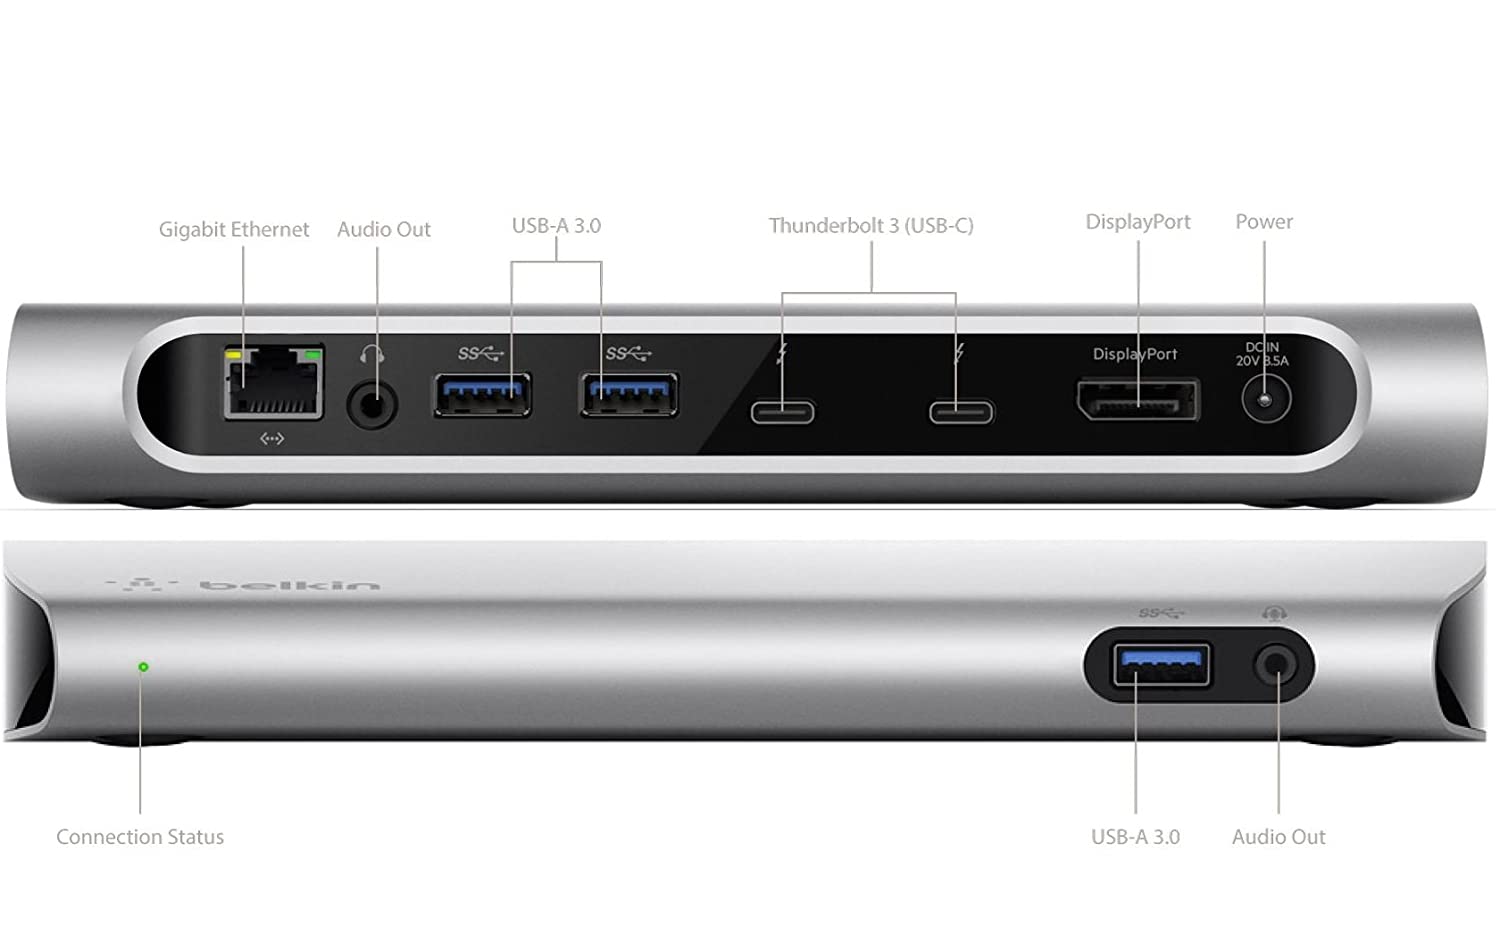 Gigabit Ethernet
Audio Out
USB-A 3.0
Thunderbolt 3 (USB-C)
DisplayPort
Power
SS
SS
DisplayPort
DC IN
20V 8.5A
belkin
SS
Connection Status
USB-A 3.0
Audio Out